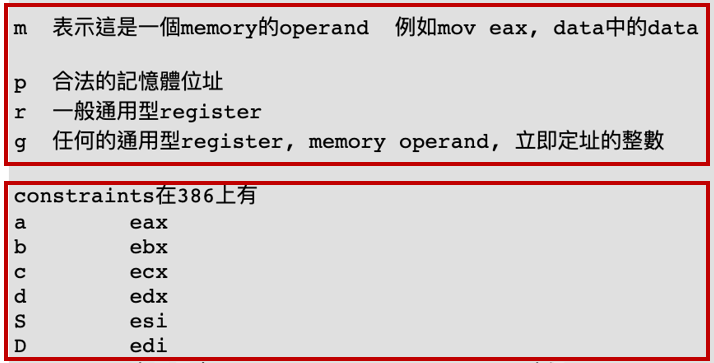 m 表示這是一個memory的operand 例如mov eax, data中的data
p 合法的記憶體位址
r 一般通用型register
g 任何的通用型register, memory operand, 立即定址的整數
constraints在386上有
a eax
b ebx
c ecx
d edx
S esi
D edi